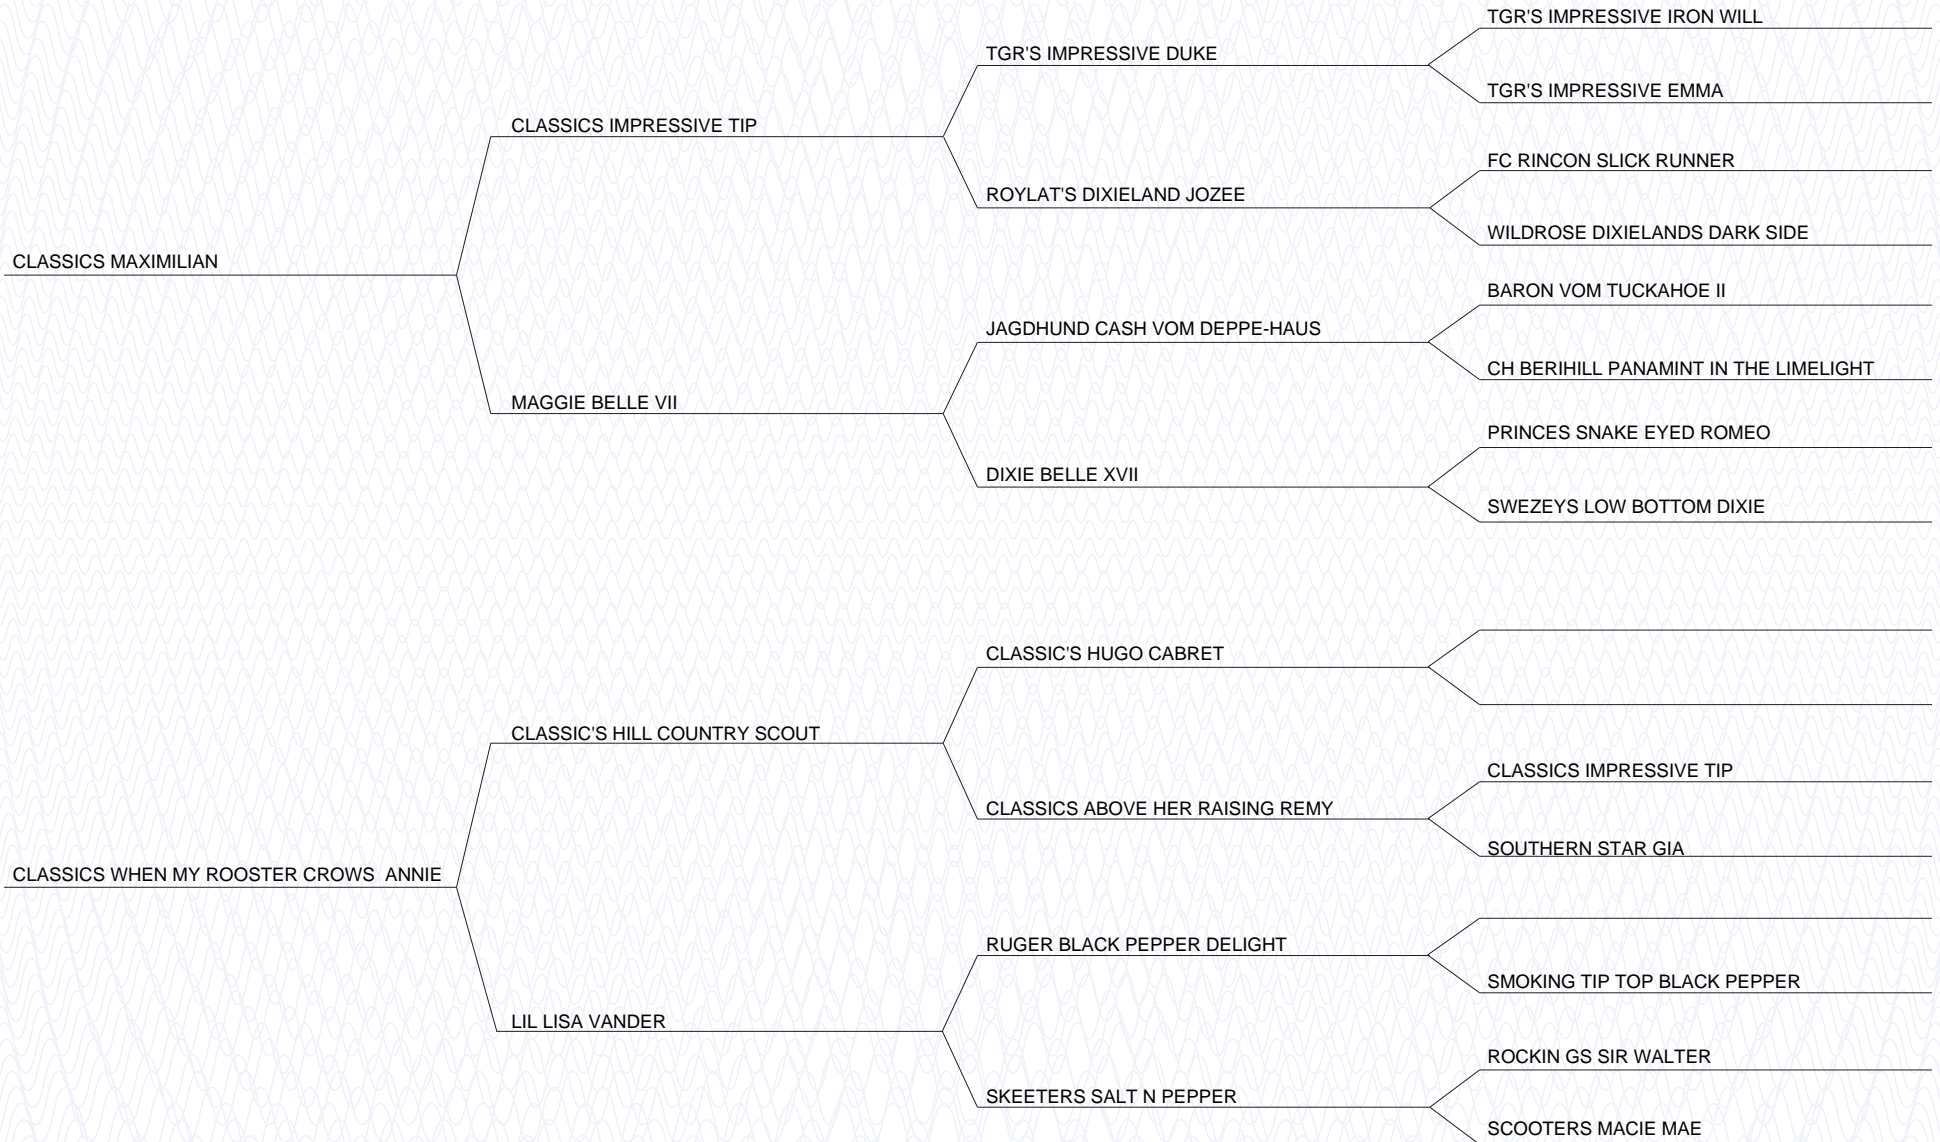 TGR'S IMPRESSIVE IRON WILL
TGR'S IMPRESSIVE DUKE
TGR'S IMPRESSIVE EMMA
CLASSICS IMPRESSIVE TIP
FC RINCON SLICK RUNNER
ROYLAT'S DIXIELAND JOZEE
WILDROSE DIXIELANDS DARK SIDE
CLASSICS MAXIMILIAN
BARON VOM TUCKAHOE II
JAGDHUND CASH VOM DEPPE-HAUS
CH BERIHILL PANAMINT IN THE LIMELIGHT
MAGGIE BELLE VII
PRINCES SNAKE EYED ROMEO
DIXIE BELLE XVII
SWEZEYS LOW BOTTOM DIXIE
CLASSIC'S HUGO CABRET
CLASSIC'S HILL COUNTRY SCOUT
CLASSICS IMPRESSIVE TIP
CLASSICS ABOVE HER RAISING REMY
SOUTHERN STAR GIA
CLASSICS WHEN MY ROOSTER CROWS  ANNIE
RUGER BLACK PEPPER DELIGHT
SMOKING TIP TOP BLACK PEPPER
LIL LISA VANDER
ROCKIN GS SIR WALTER
SKEETERS SALT N PEPPER
SCOOTERS MACIE MAE